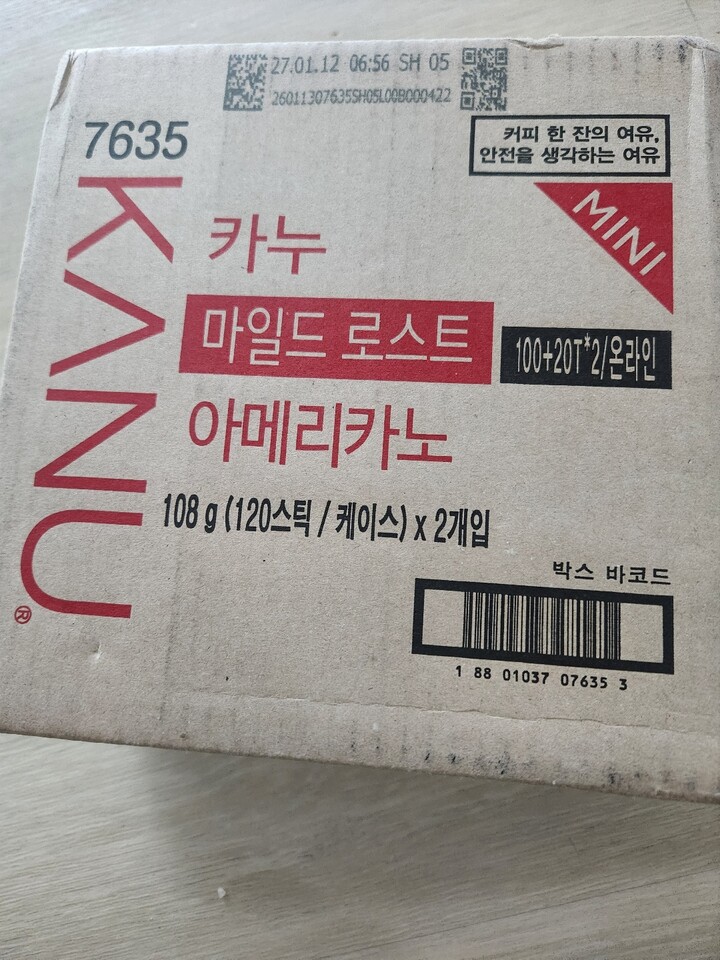 27.01.12 06:56 SH 05
26011307635SH05L00B000422
7635
커피 한 잔의 여유,
안전을 생각하는 여유
MINI
KANU®
카누
마일드 로스트
100+20T*2/온라인
아메리카노
108 g (120스틱 / 케이스) x 2개입
박스 바코드
1 88 01037 07635 3